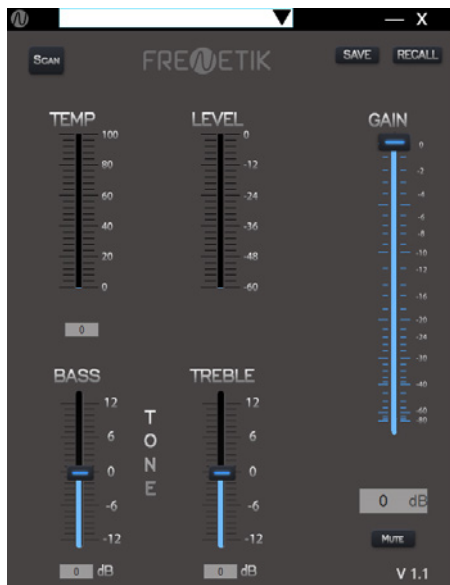 — X
SCAN
FRENETIK
SAVE RECALL
TEMP
100
80
60
40
20
0
0
LEVEL
0
-12
-24
-36
-48
-60
GAIN
0
-2
-4
-6
-8
-10
-12
-16
-20
-24
-30
-40
-60
-80
BASS
12
6
0
-6
-12
0 dB
TONE
TREBLE
12
6
0
-6
-12
0 dB
0 dB
MUTE
V 1.1